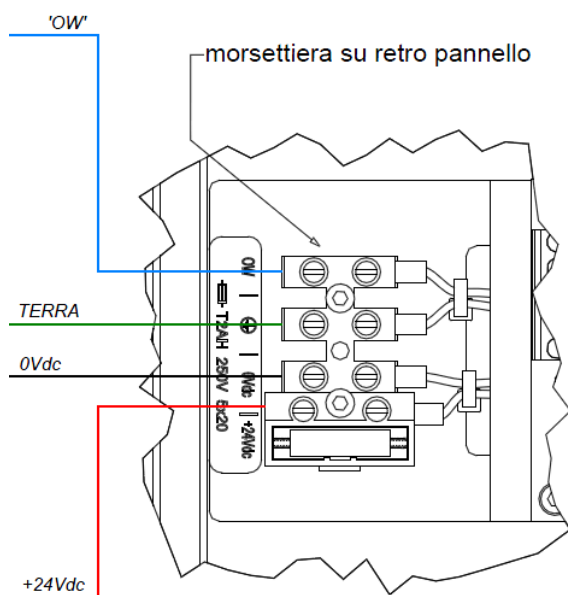 'OW'
morsettiera su retro pannello
TERRA
0Vdc
+24Vdc
OW | ⏚ | 0Vdc | +24Vdc
T2AH 250V 5x20